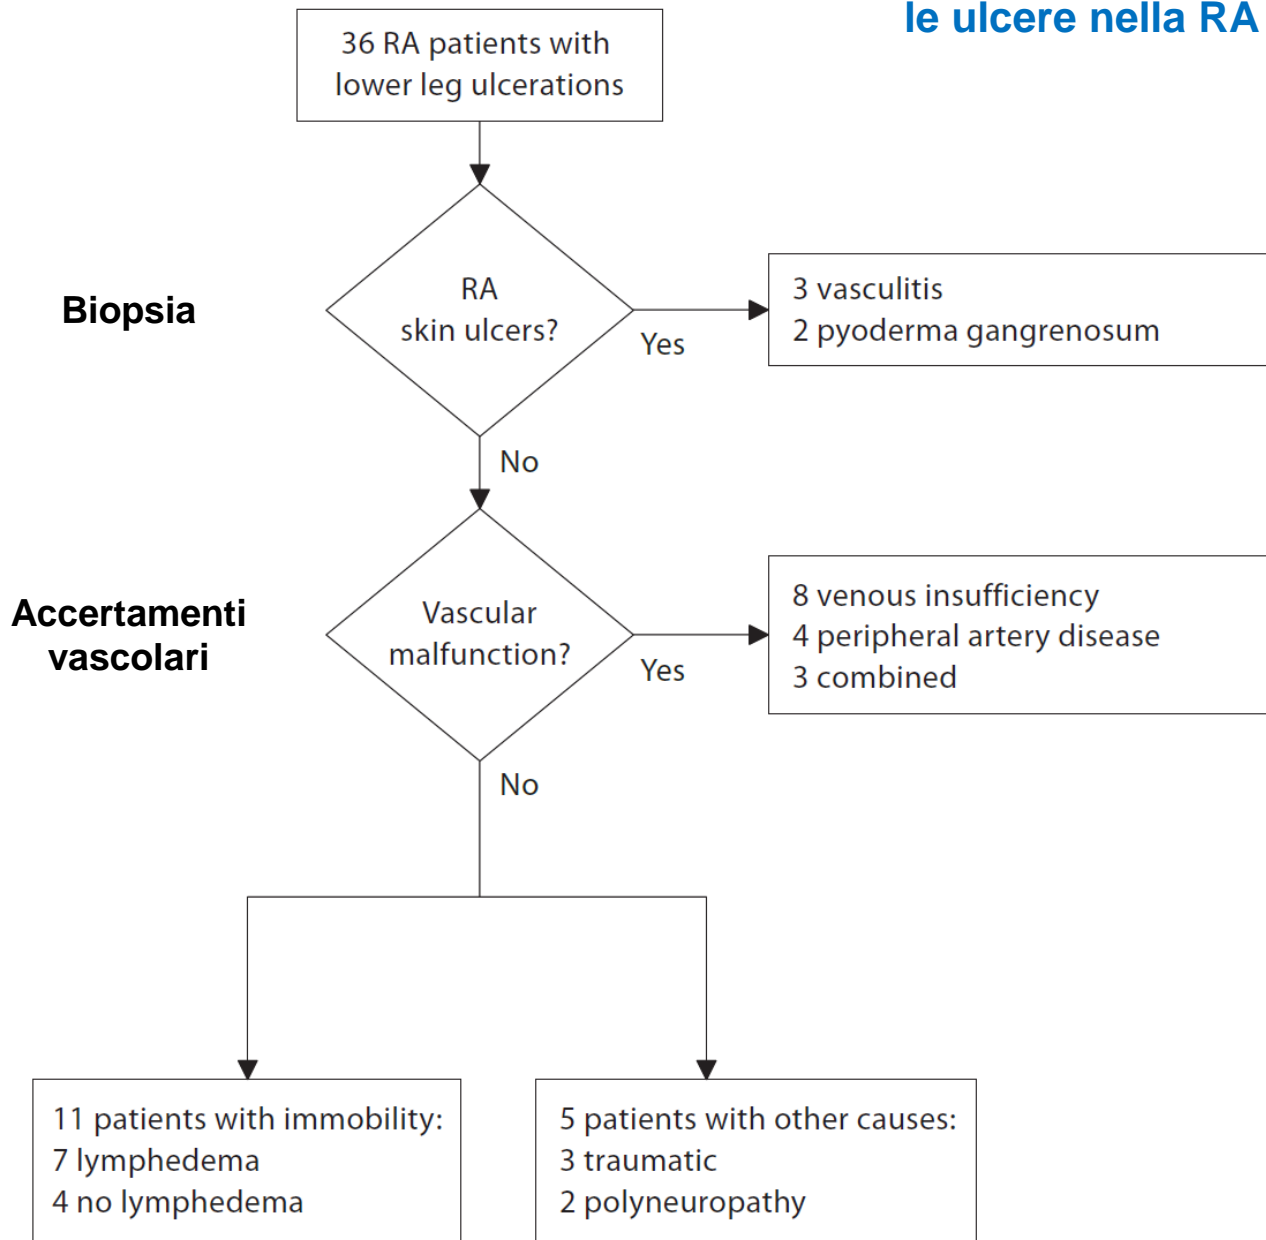 le ulcere nella RA
36 RA patients with
lower leg ulcerations
Biopsia
RA
skin ulcers?
Yes
3 vasculitis
2 pyoderma gangrenosum
No
Accertamenti
vascolari
Vascular
malfunction?
Yes
8 venous insufficiency
4 peripheral artery disease
3 combined
No
11 patients with immobility:
7 lymphedema
4 no lymphedema
5 patients with other causes:
3 traumatic
2 polyneuropathy